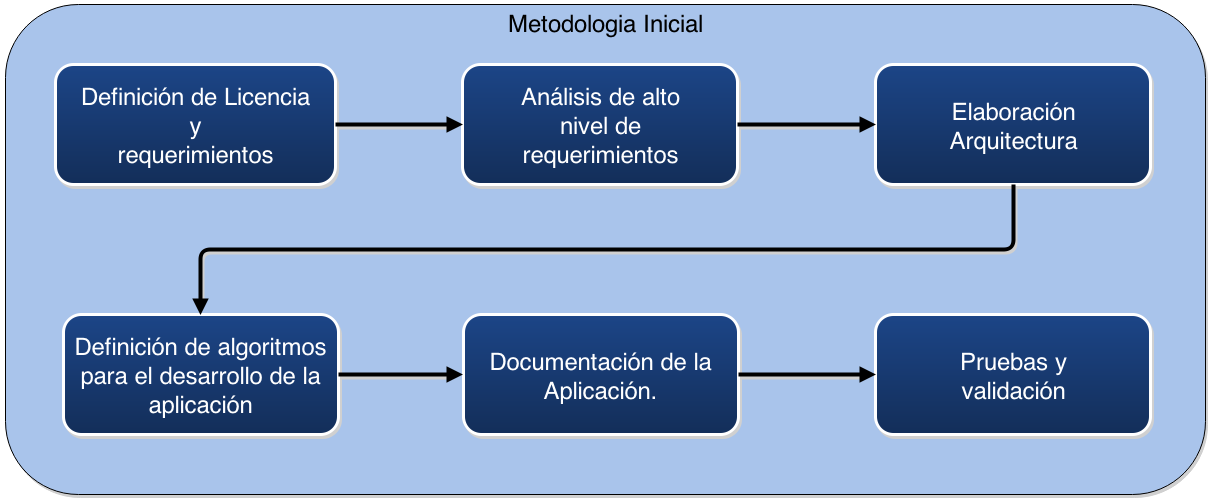 Metodologia Inicial
Definición de Licencia
y
requerimientos
Análisis de alto
nivel de
requerimientos
Elaboración
Arquitectura
Definición de algoritmos
para el desarrollo de la
aplicación
Documentación de la
Aplicación.
Pruebas y
validación